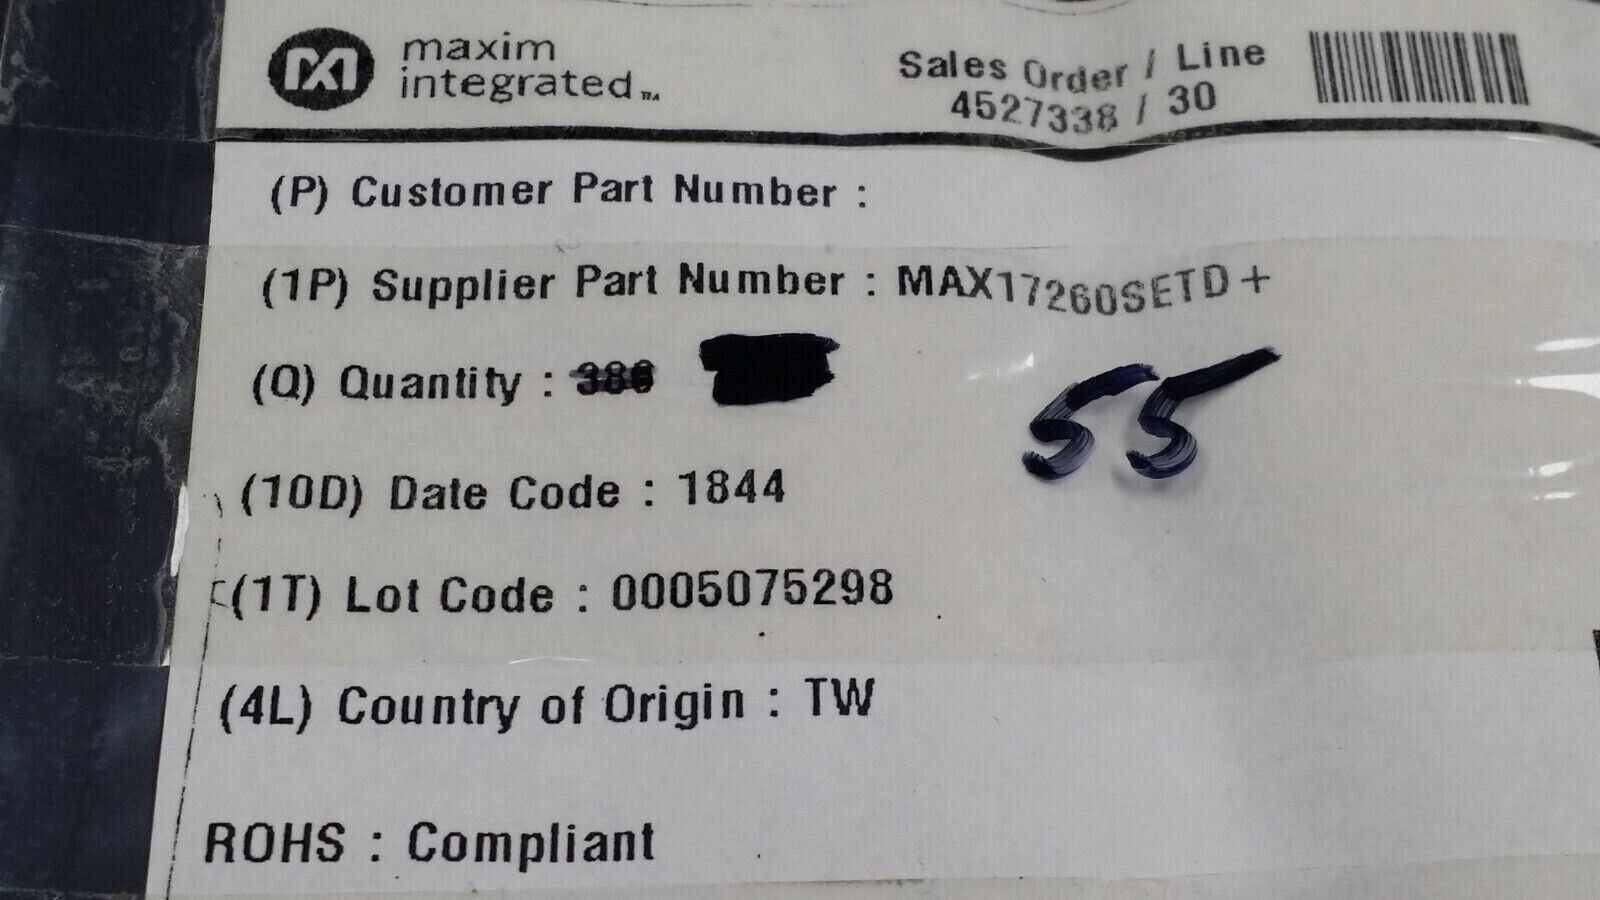 maxim
integrated™
Sales Order / Line
4527338 / 30
(P) Customer Part Number :
(1P) Supplier Part Number : MAX17260SETD+
(Q) Quantity : 386
55
(10D) Date Code : 1844
(1T) Lot Code : 0005075298
(4L) Country of Origin : TW
ROHS : Compliant